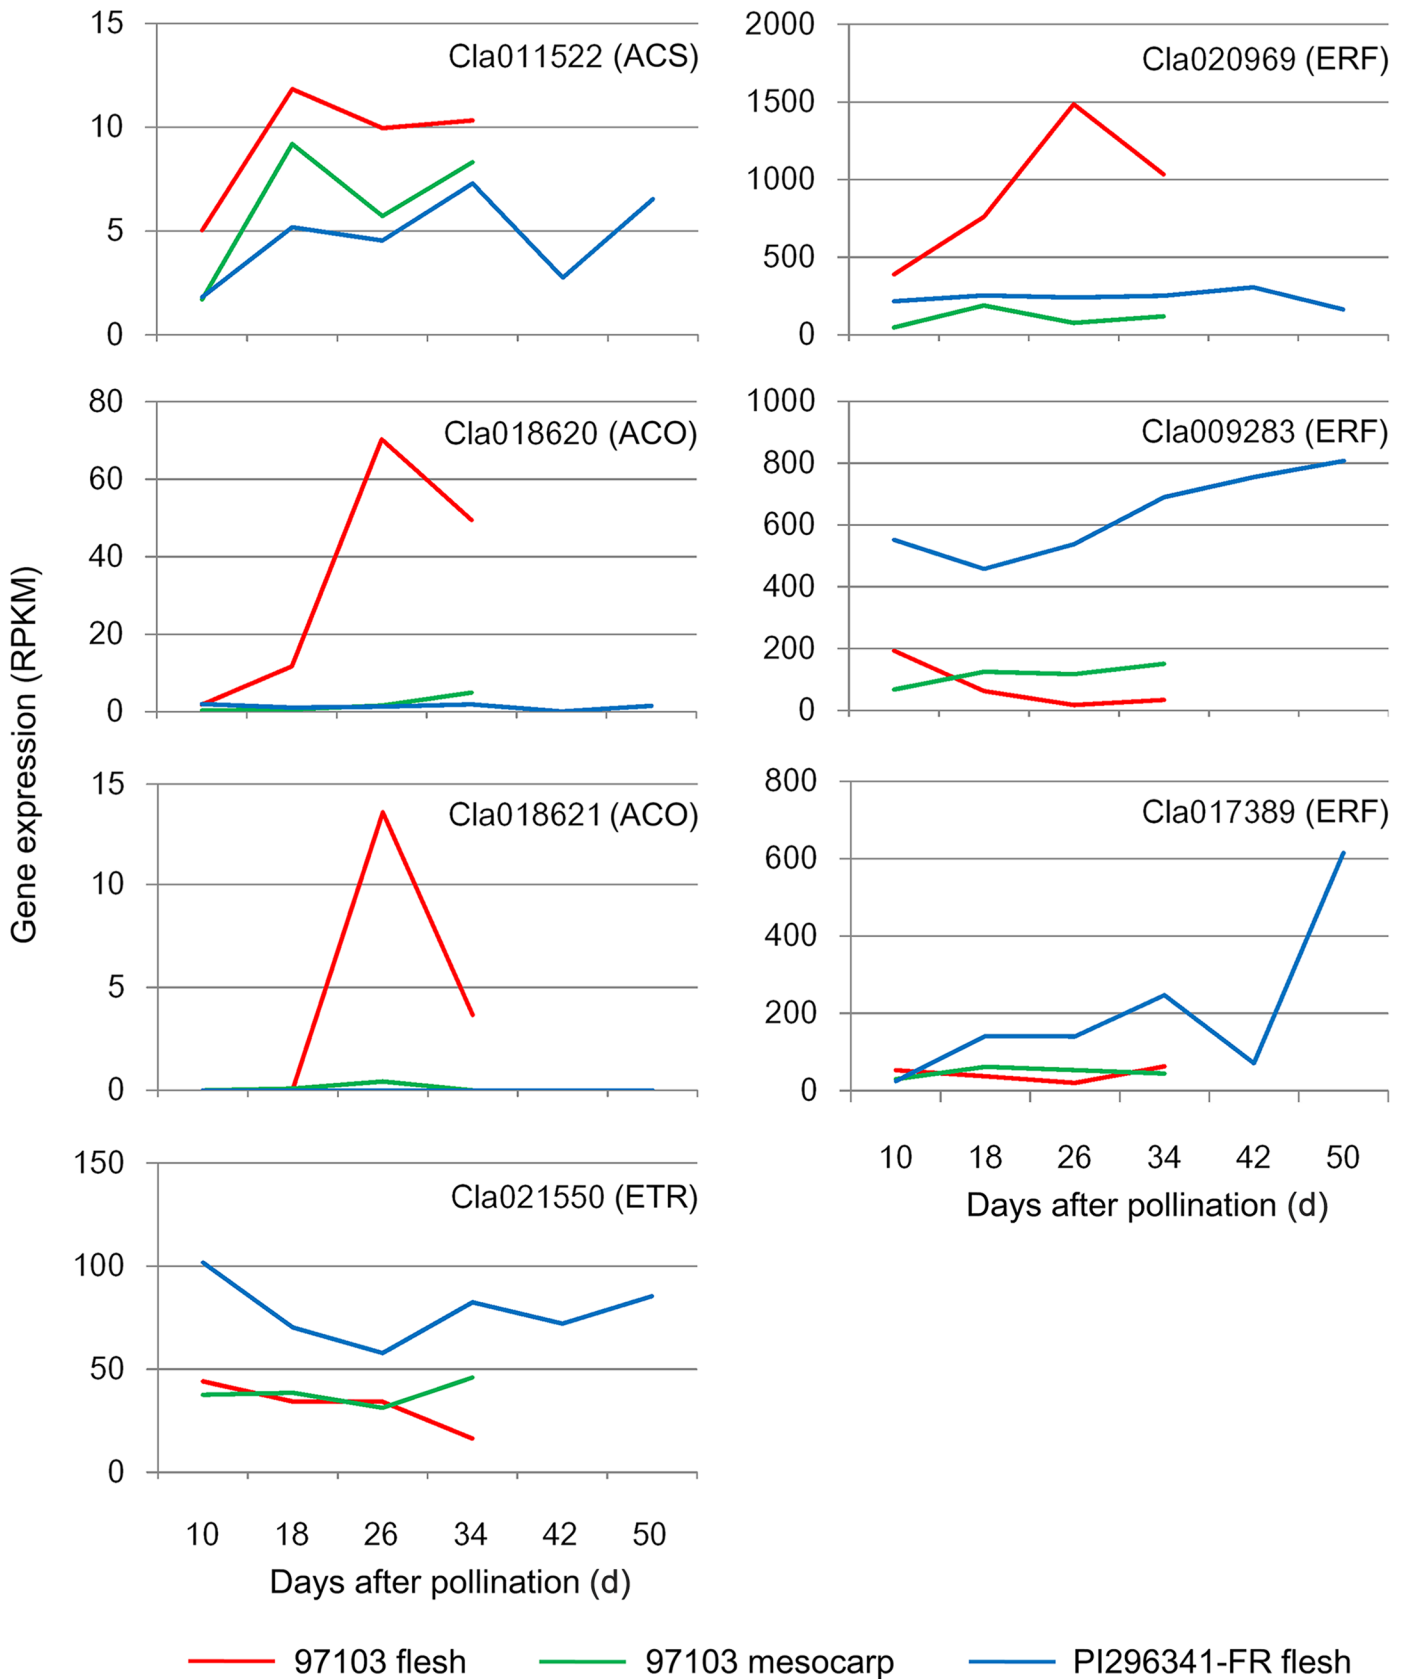 Gene expression (RPKM)
15
10
5
0
Cla011522 (ACS)
80
60
40
20
0
Cla018620 (ACO)
15
10
5
0
Cla018621 (ACO)
150
100
50
0
Cla021550 (ETR)
10 18 26 34 42 50
Days after pollination (d)
2000
1500
1000
500
0
Cla020969 (ERF)
1000
800
600
400
200
0
Cla009283 (ERF)
800
600
400
200
0
Cla017389 (ERF)
10 18 26 34 42 50
Days after pollination (d)
97103 flesh 97103 mesocarp PI296341-FR flesh